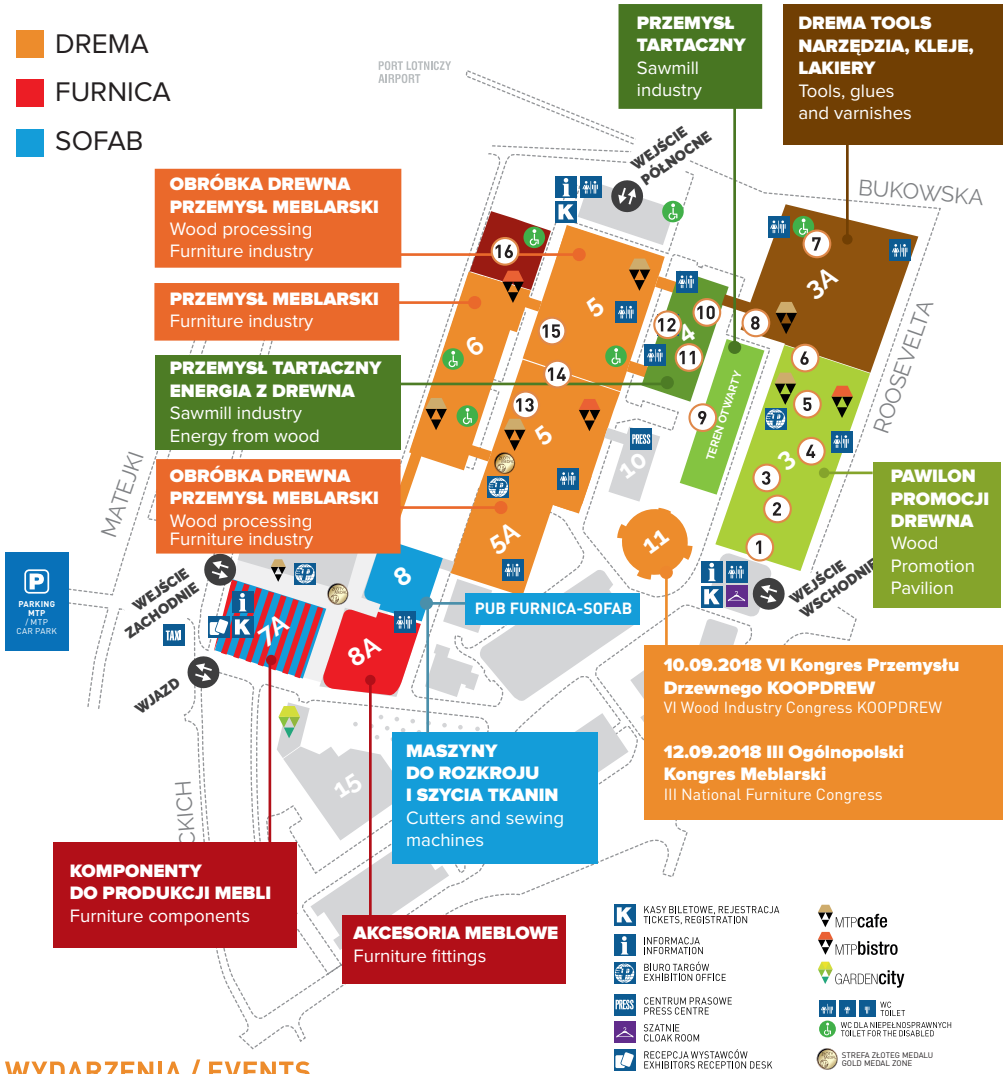 DREMA
FURNICA
SOFAB
PORT LOTNICZY
AIRPORT
PRZEMYSŁ
TARTACZNY
Sawmill
industry
DREMA TOOLS
NARZĘDZIA, KLEJE,
LAKIERY
Tools, glues
and varnishes
WEJŚCIE
PÓŁNOCNE
BUKOWSKA
OBRÓBKA DREWNA
PRZEMYSŁ MEBLARSKI
Wood processing
Furniture industry
i
K
16
7
3A
PRZEMYSŁ MEBLARSKI
Furniture industry
5
15
6
12
10
4
11
8
ROOSEVELTA
PRZEMYSŁ TARTACZNY
ENERGIA Z DREWNA
Sawmill industry
Energy from wood
14
13
5
6
5
9
TEREN OTWARTY
PRESS
10
4
3
3
2
1
MATEJKI
OBRÓBKA DREWNA
PRZEMYSŁ MEBLARSKI
Wood processing
Furniture industry
5A
11
PAWILON
PROMOCJI
DREWNA
Wood
Promotion
Pavilion
P
PARKING
MTP
/ MTP
CAR PARK
WEJŚCIE
ZACHODNIE
8
PUB FURNICA-SOFAB
i
K
WEJŚCIE
WSCHODNIE
TAXI
i
K
7A
8A
WJAZD
10.09.2018 VI Kongres Przemysłu
Drzewnego KOOPDREW
VI Wood Industry Congress KOOPDREW
12.09.2018 III Ogólnopolski
Kongres Meblarski
III National Furniture Congress
15
CKICH
MASZYNY
DO ROZKROJU
I SZYCIA TKANIN
Cutters and sewing
machines
KOMPONENTY
DO PRODUKCJI MEBLI
Furniture components
AKCESORIA MEBLOWE
Furniture fittings
K KASY BILETOWE, REJESTRACJA
TICKETS, REGISTRATION
i INFORMACJA
INFORMATION
BIURO TARGÓW
EXHIBITION OFFICE
PRESS CENTRUM PRASOWE
PRESS CENTRE
SZATNIE
CLOAK ROOM
RECEPCJA WYSTAWCÓW
EXHIBITORS RECEPTION DESK
MTPcafe
MTPbistro
GARDENcity
WC
TOILET
WC DLA NIEPEŁNOSPRAWNYCH
TOILET FOR THE DISABLED
STREFA ZŁOTEG MEDALU
GOLD MEDAL ZONE
WYDARZENIA / EVENTS